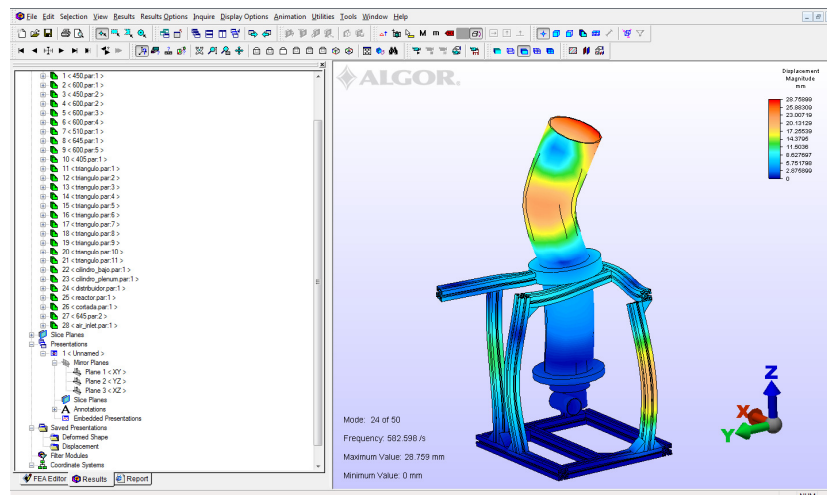 File Edit Selection View Results Results Options Inquire Display Options Animation Utilities Tools Window Help
1 < 450.par:1 >
2 < 600.par:1 >
3 < 450.par:2 >
4 < 600.par:2 >
5 < 600.par:3 >
6 < 600.par:4 >
7 < 510.par:1 >
8 < 645.par:1 >
9 < 600.par:5 >
10 < 405.par:1 >
11 < triangulo.par:1 >
12 < triangulo.par:2 >
13 < triangulo.par:3 >
14 < triangulo.par:4 >
15 < triangulo.par:5 >
16 < triangulo.par:6 >
17 < triangulo.par:7 >
18 < triangulo.par:8 >
19 < triangulo.par:9 >
20 < triangulo.par:10 >
21 < triangulo.par:11 >
22 < cilindro_bajo.par:1 >
23 < cilindro_plenum.par:1 >
24 < distribuidor.par:1 >
25 < reactor.par:1 >
26 < cortada.par:1 >
27 < 645.par:2 >
28 < air_inlet.par:1 >
Slice Planes
Presentations
1 < Unnamed >
Mirror Planes
Plane 1 < XY >
Plane 2 < YZ >
Plane 3 < XZ >
Slice Planes
Annotations
Embedded Presentations
Saved Presentations
Deformed Shape
Displacement
Filter Modules
Coordinate Systems
FEA Editor Results Report
ALGOR.
Displacement
Magnitude
mm
28.75899
25.88309
23.00719
20.13129
17.25539
14.3795
11.5036
8.627697
5.751798
2.875899
0
Mode: 24 of 50
Frequency: 582.598 /s
Maximum Value: 28.759 mm
Minimum Value: 0 mm
Z
X
Y